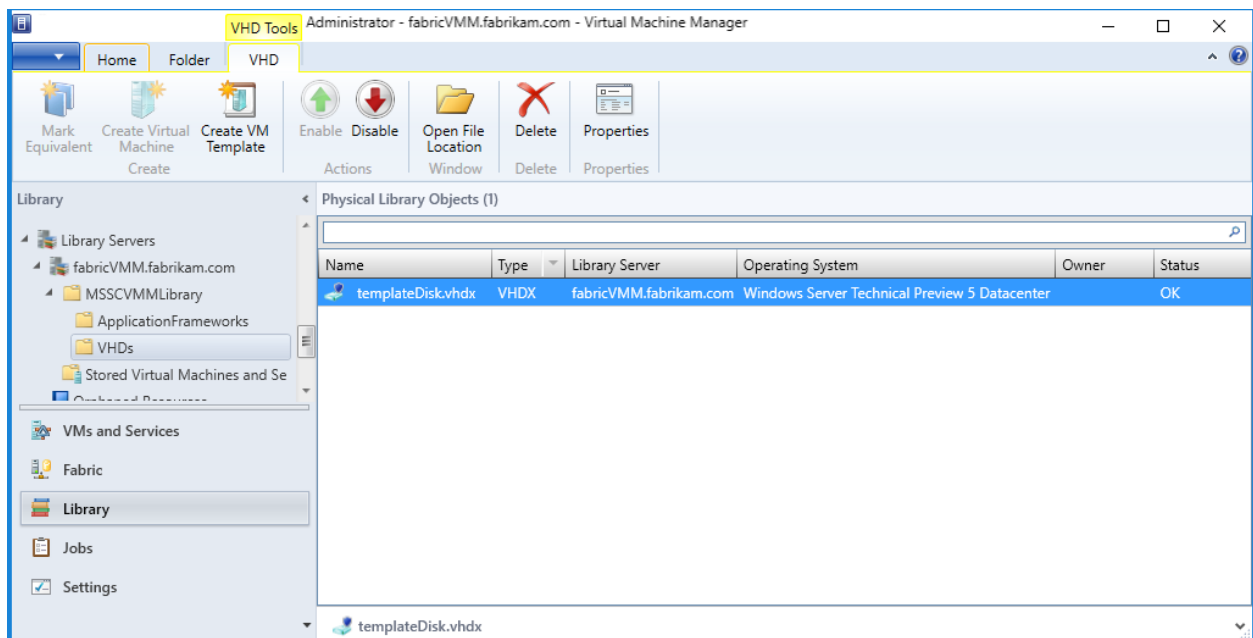 VHD Tools Administrator - fabricVMM.fabrikam.com - Virtual Machine Manager
Home Folder VHD
Mark Equivalent
Create Virtual Machine
Create VM Template
Create
Enable Disable
Actions
Open File Location
Window
Delete
Delete
Properties
Properties
Library
Library Servers
fabricVMM.fabrikam.com
MSSCVMMLibrary
ApplicationFrameworks
VHDs
Stored Virtual Machines and Se
VMs and Services
Fabric
Library
Jobs
Settings
Physical Library Objects (1)
Name Type Library Server Operating System Owner Status
templateDisk.vhdx VHDX fabricVMM.fabrikam.com Windows Server Technical Preview 5 Datacenter OK
templateDisk.vhdx